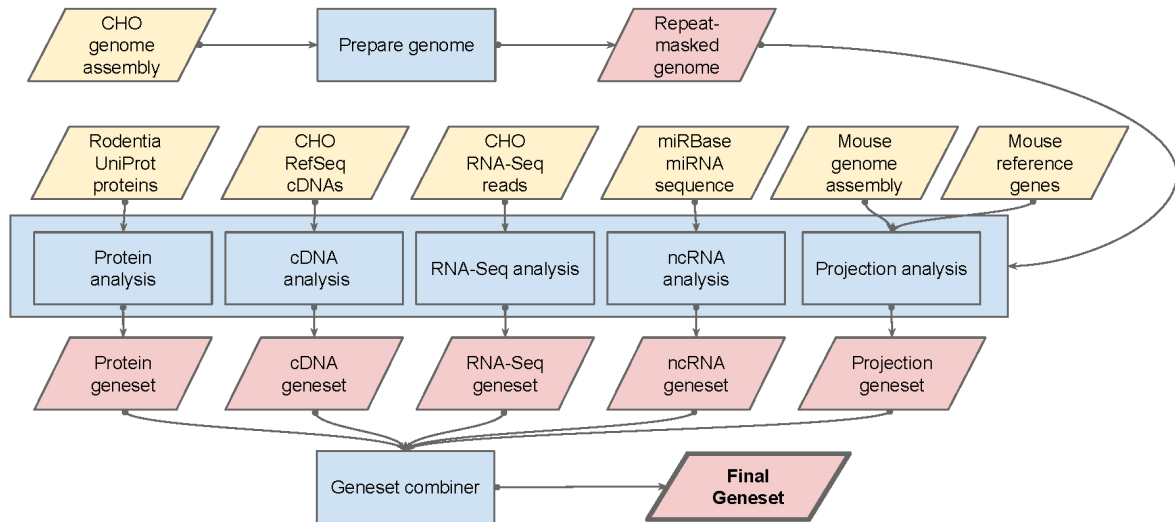 CHO
genome
assembly
Prepare genome
Repeat-
masked
genome
Rodentia
UniProt
proteins
CHO
RefSeq
cDNAs
CHO
RNA-Seq
reads
miRBase
miRNA
sequence
Mouse
genome
assembly
Mouse
reference
genes
Protein
analysis
cDNA
analysis
RNA-Seq analysis
ncRNA
analysis
Projection analysis
Protein
geneset
cDNA
geneset
RNA-Seq
geneset
ncRNA
geneset
Projection
geneset
Geneset combiner
Final
Geneset